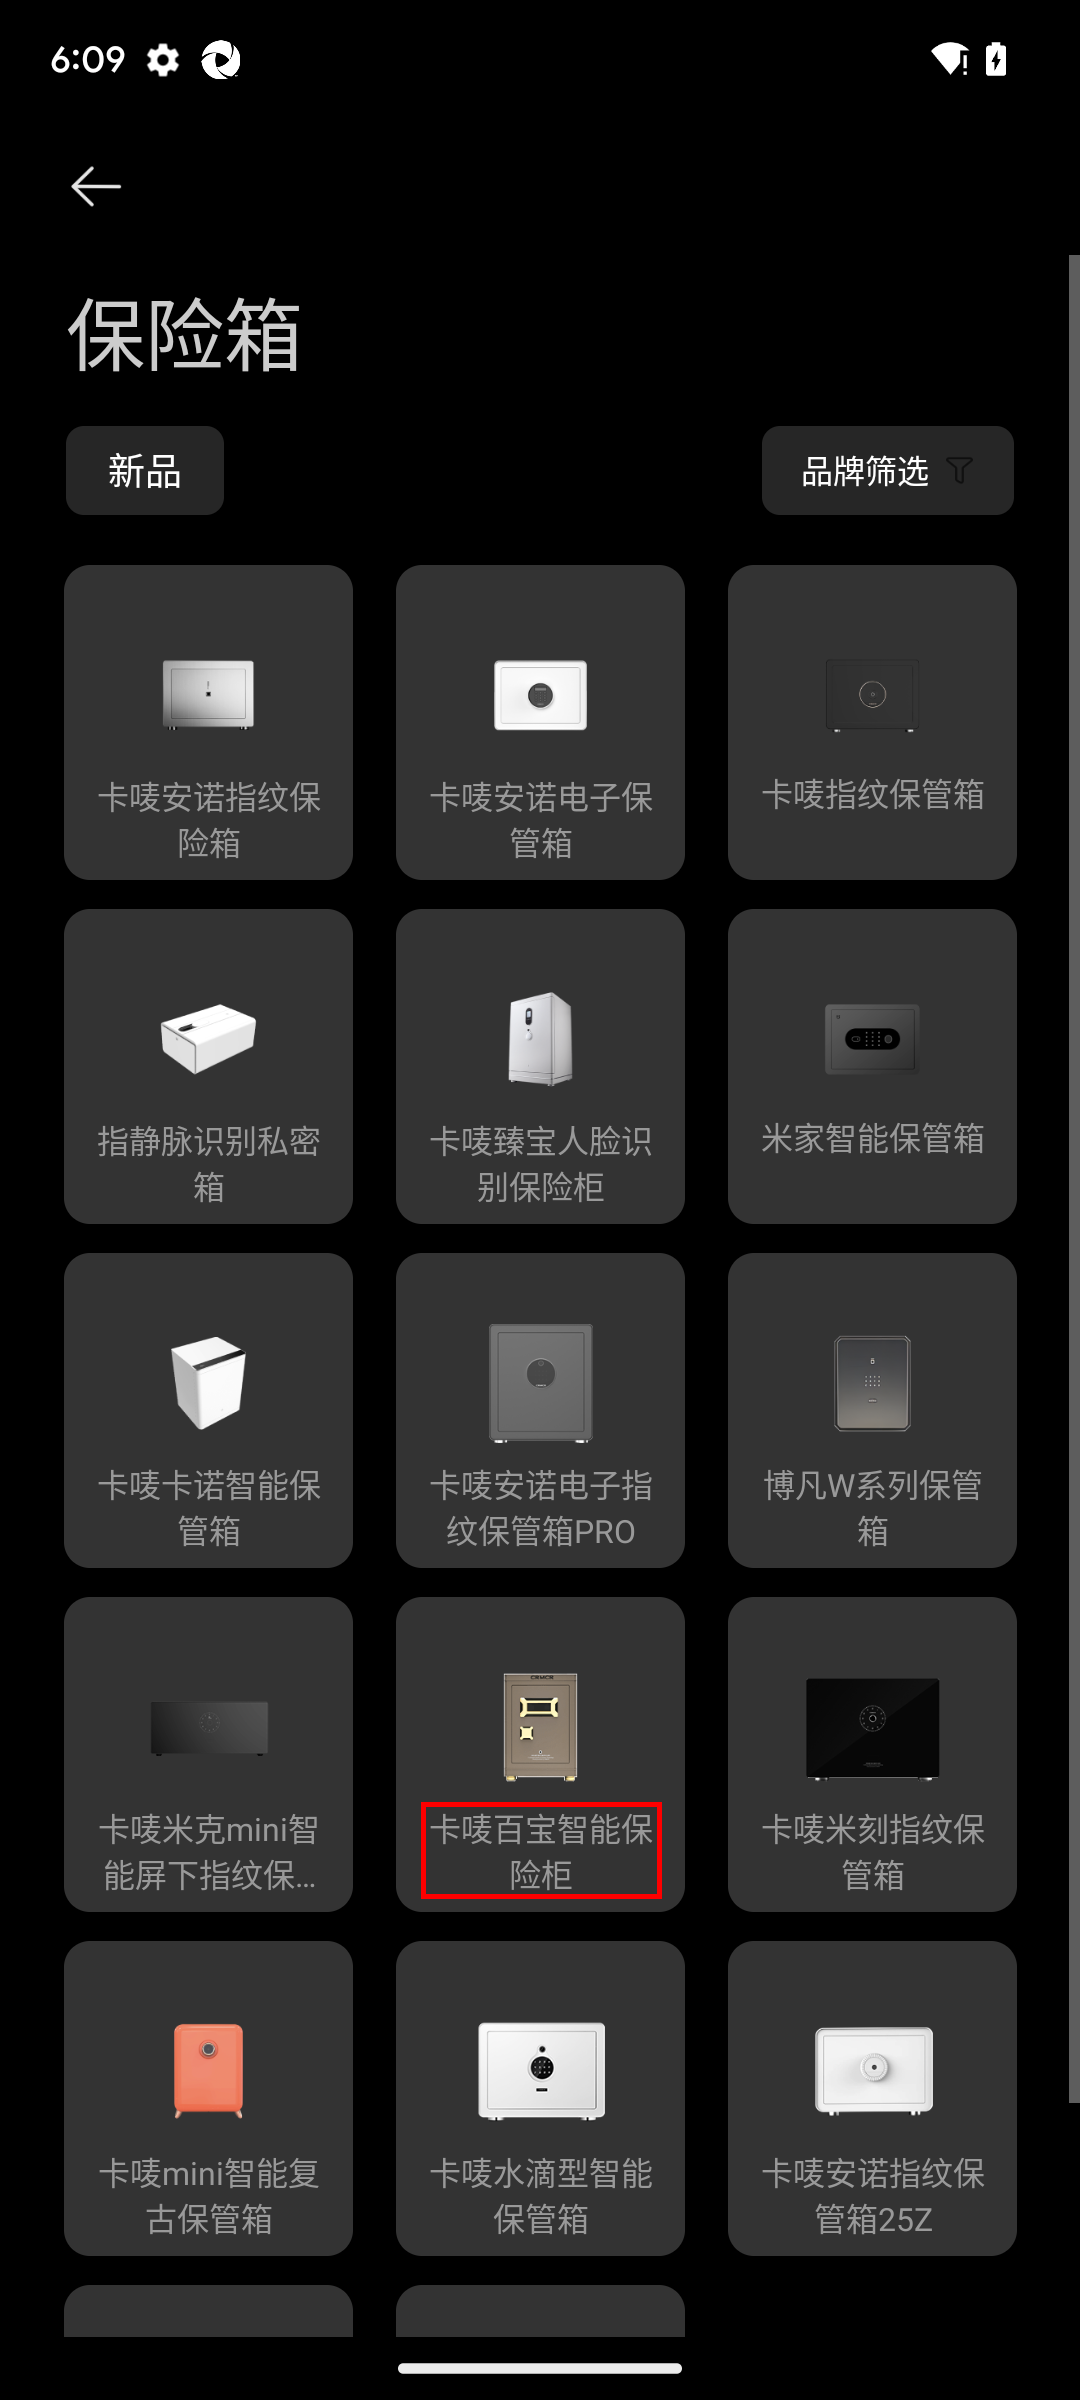 6:09
保险箱
新品
品牌筛选
卡唛安诺指纹保
险箱
卡唛安诺电子保
管箱
卡唛指纹保管箱
指静脉识别私密
箱
卡唛臻宝人脸识
别保险柜
米家智能保管箱
卡唛卡诺智能保
管箱
卡唛安诺电子指
纹保管箱PRO
博凡W系列保管
箱
卡唛米克mini智
能屏下指纹保...
卡唛百宝智能保
险柜
卡唛米刻指纹保
管箱
卡唛mini智能复
古保管箱
卡唛水滴型智能
保管箱
卡唛安诺指纹保
管箱25Z